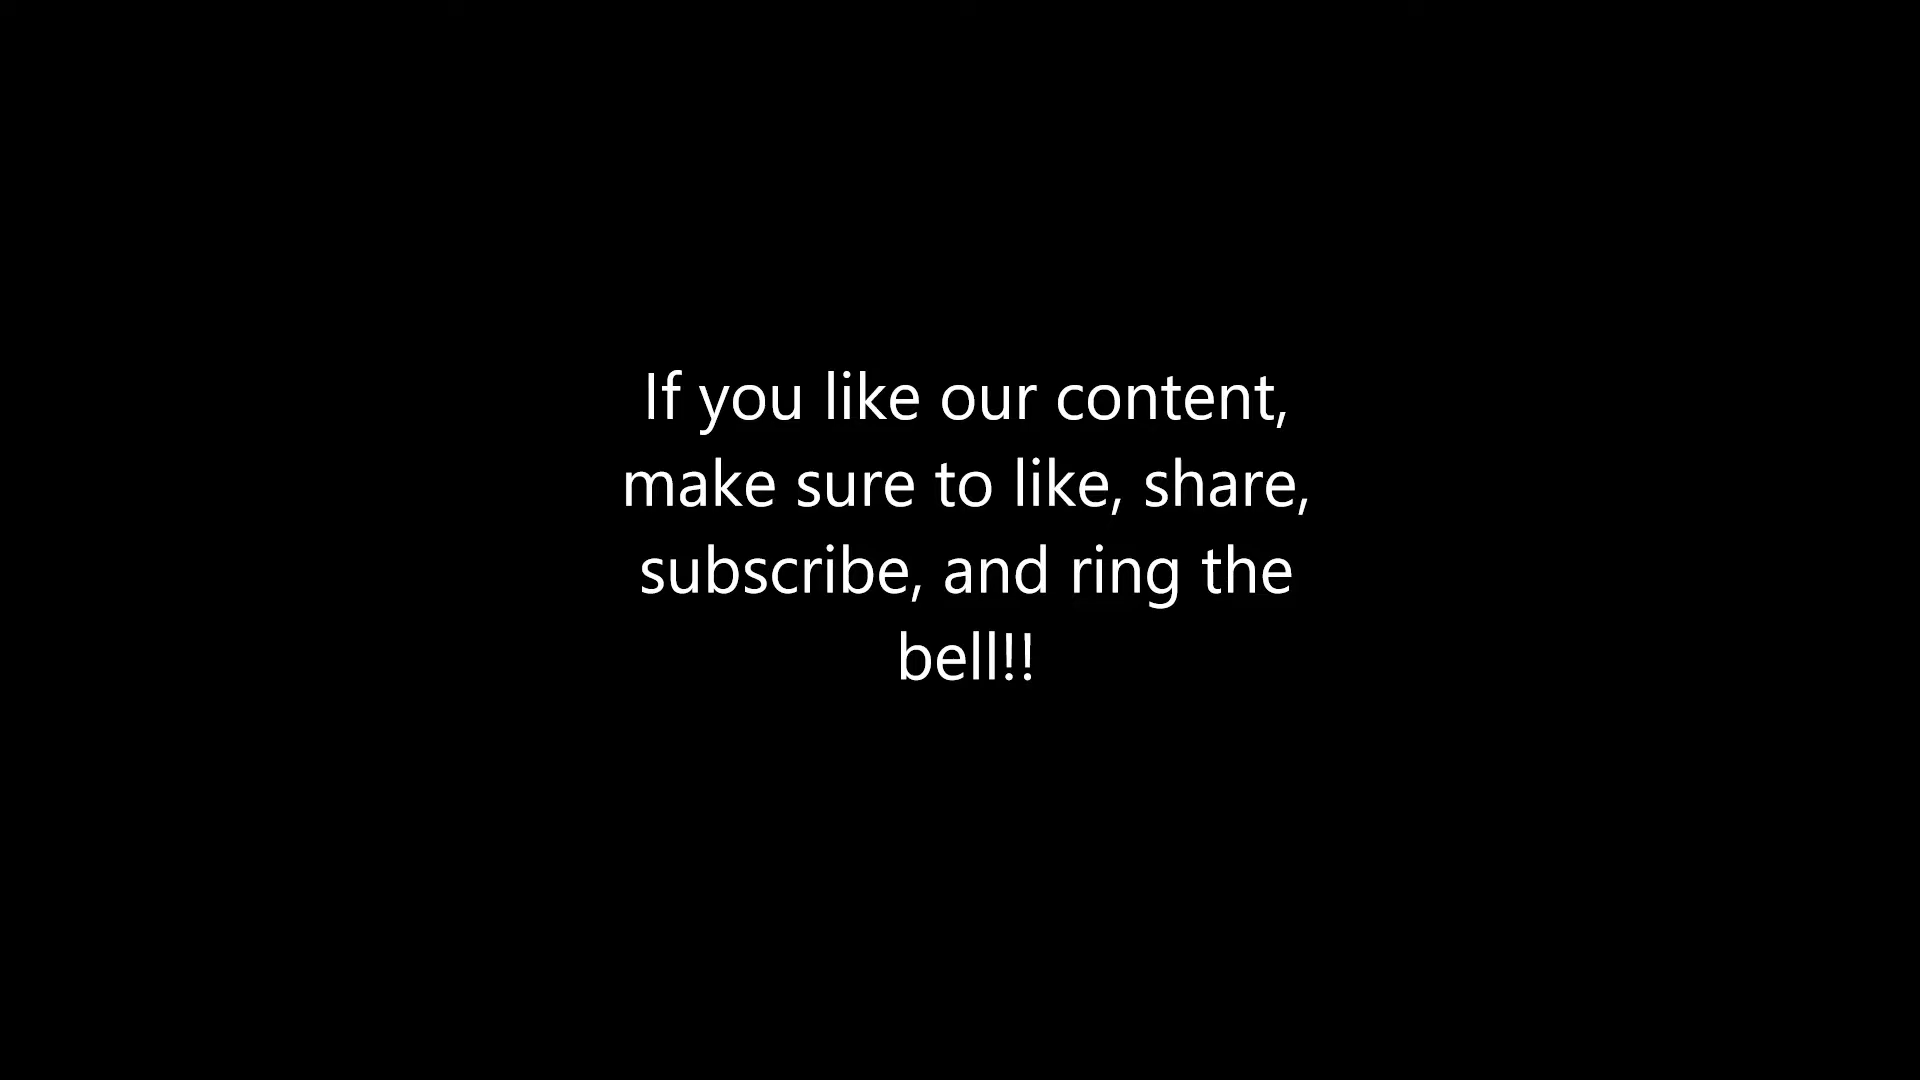 If you like our content,
make sure to like, share,
subscribe, and ring the
bell!!